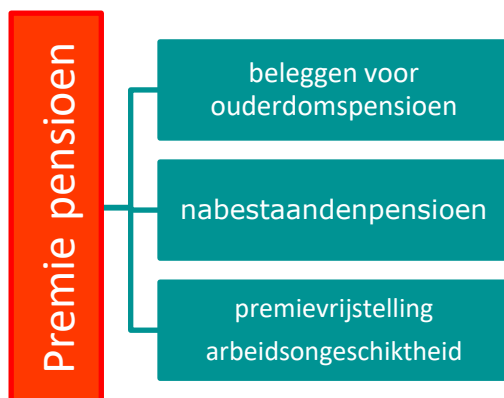 Premie pensioen
beleggen voor
ouderdomspensioen
nabestaandenpensioen
premievrijstelling
arbeidsongeschiktheid